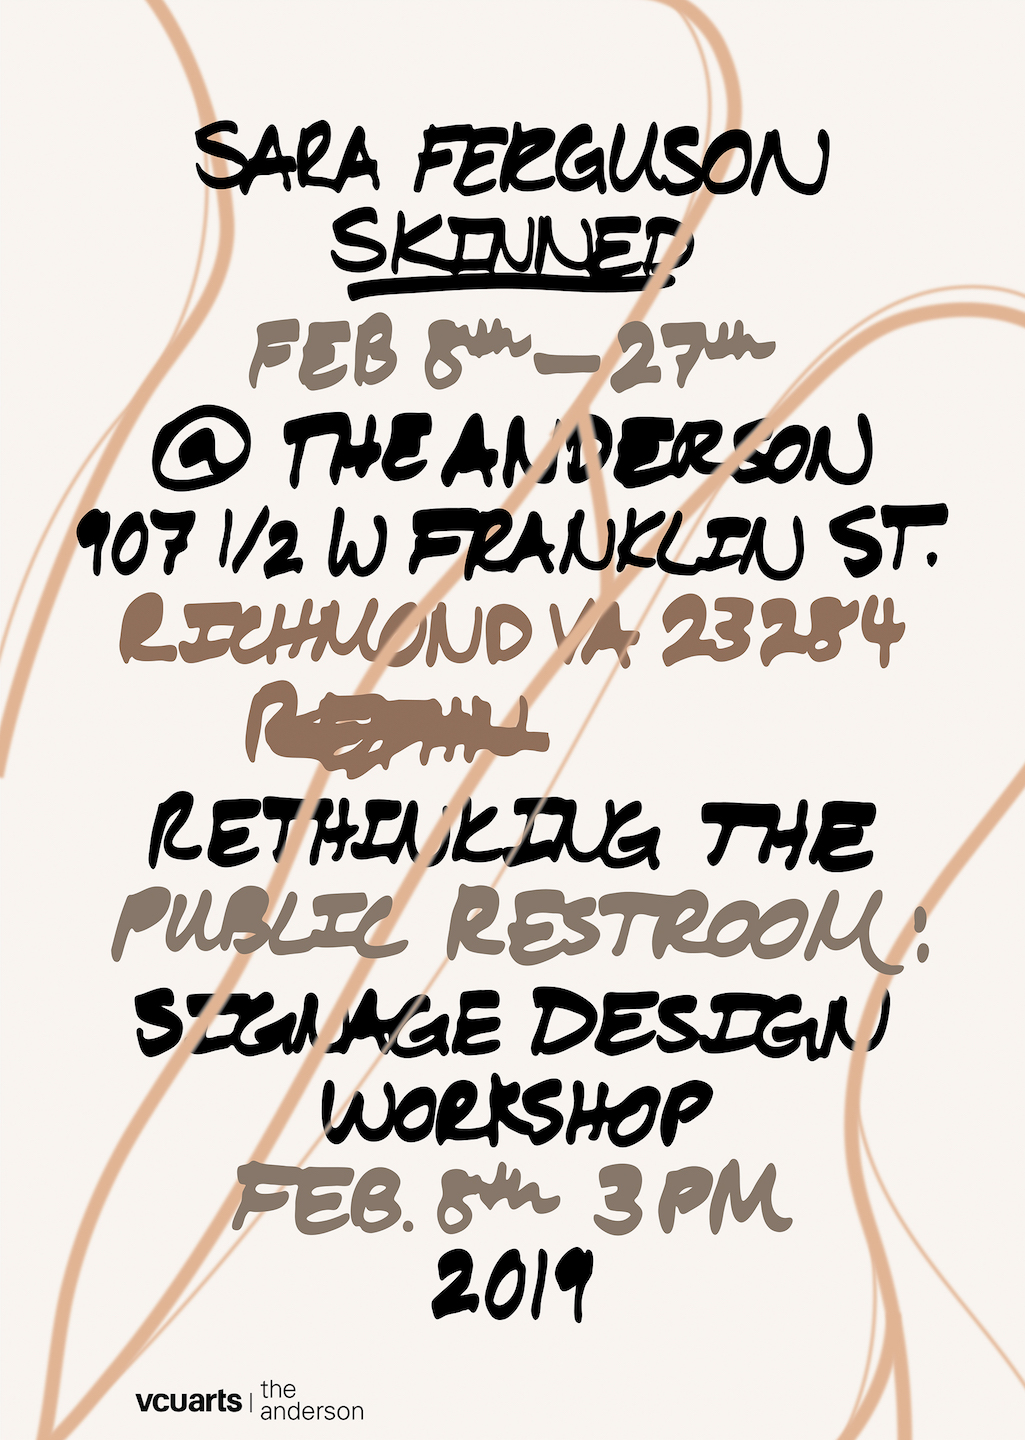 SARA FERGUSON
SKINNED
FEB 8th — 27th
@ THE ANDERSON
907 1/2 W FRANKLIN ST.
RICHMOND VA 23284
RETHINKING THE
PUBLIC RESTROOM:
SIGNAGE DESIGN
WORKSHOP
FEB. 8th 3 PM
2019
vcuarts | the
anderson